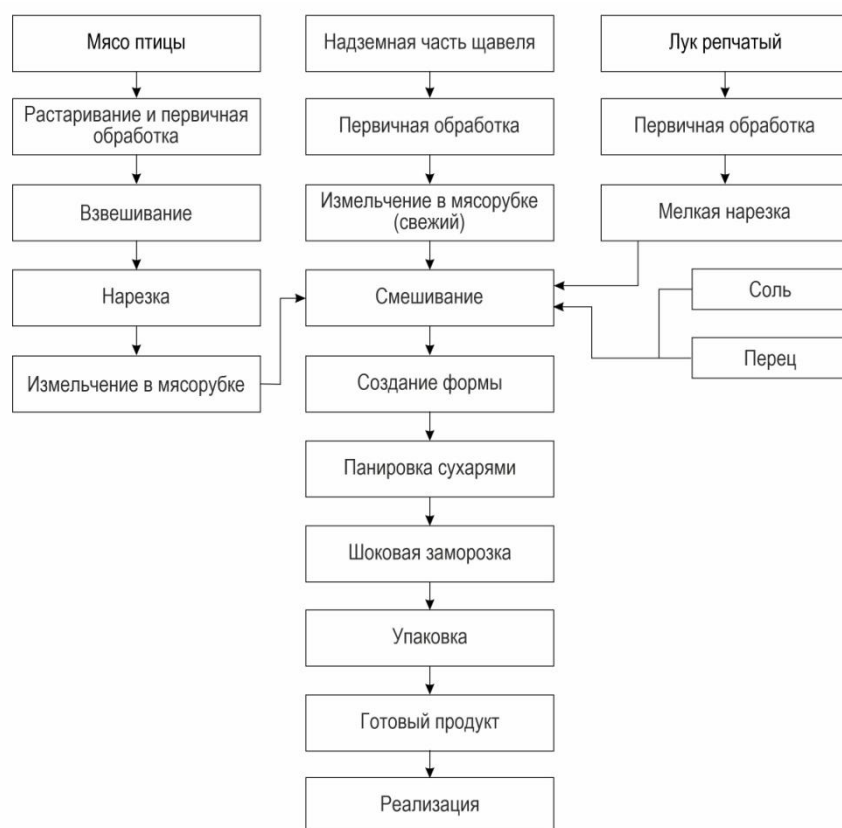 Мясо птицы
Надземная часть щавеля
Лук репчатый
Растаривание и первичная
обработка
Первичная обработка
Первичная обработка
Взвешивание
Измельчение в мясорубке
(свежий)
Мелкая нарезка
Нарезка
Смешивание
Соль
Измельчение в мясорубке
Создание формы
Перец
Панировка сухарями
Шоковая заморозка
Упаковка
Готовый продукт
Реализация